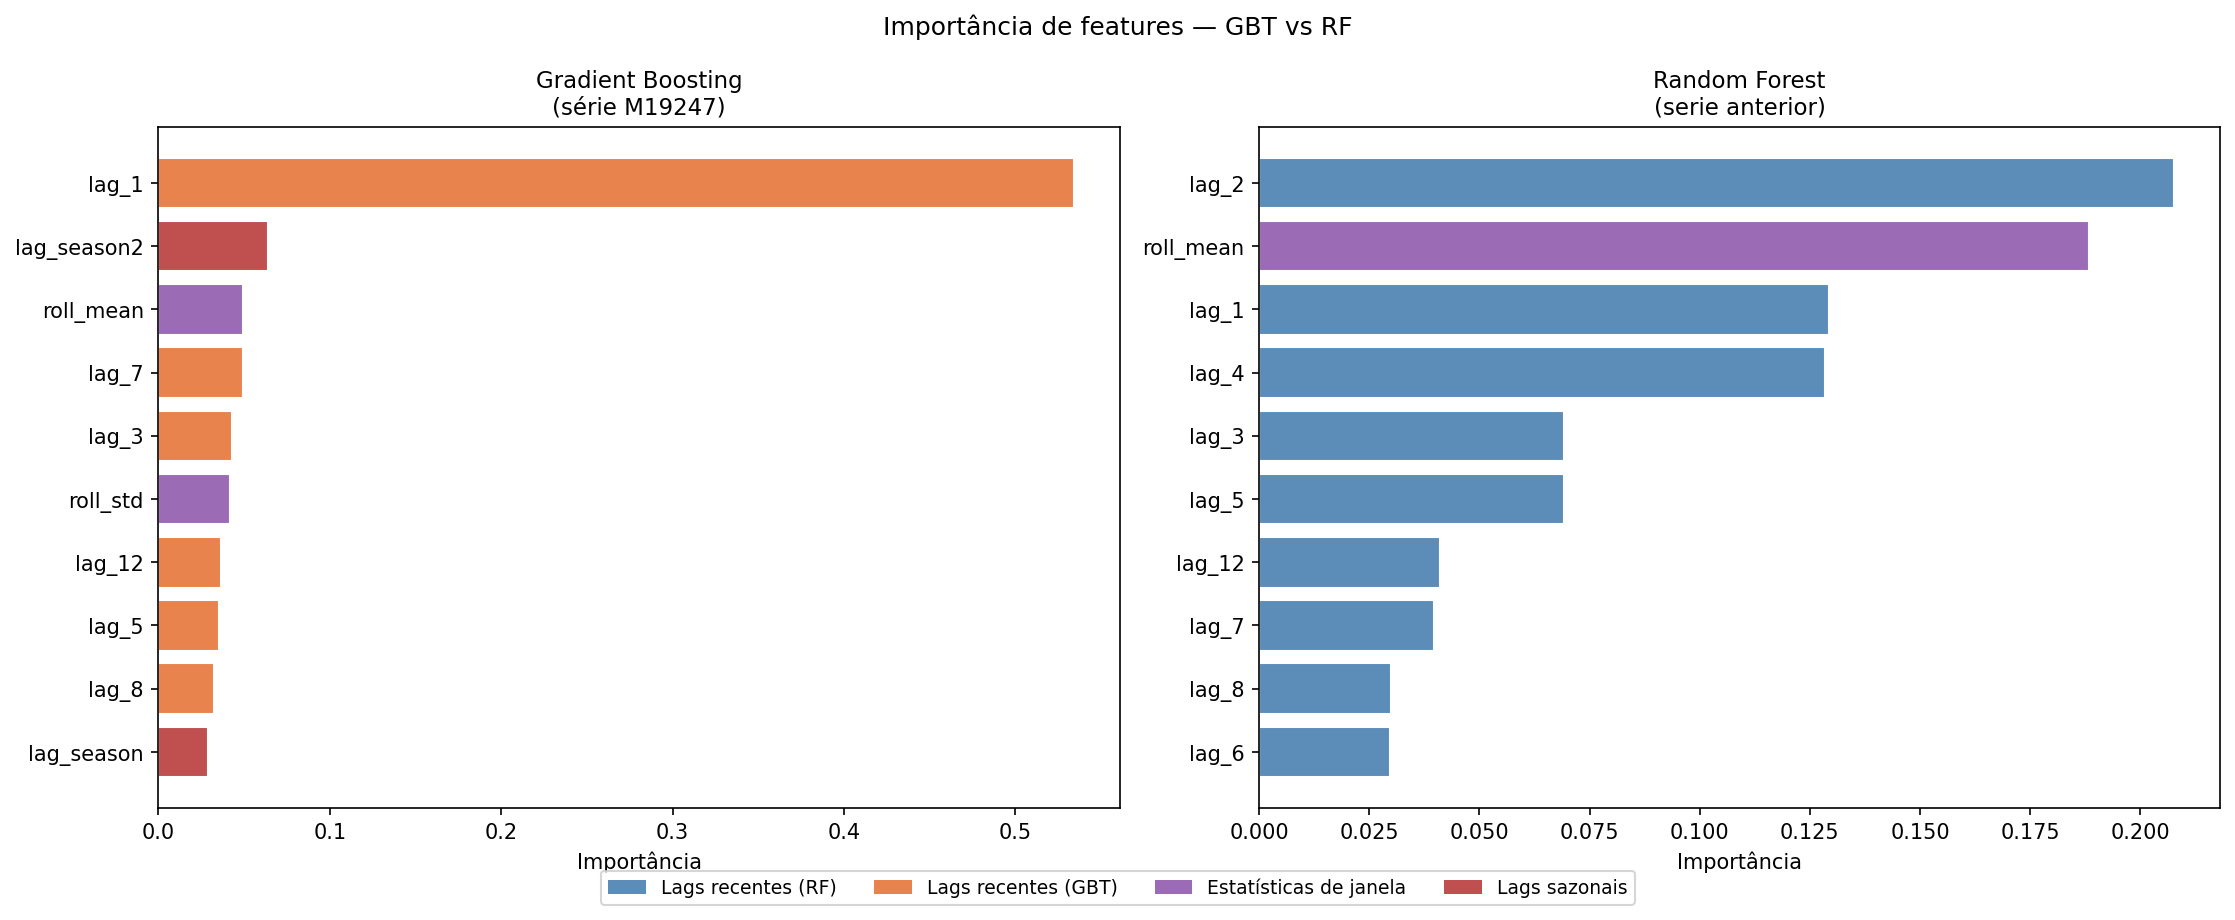 Importância de features — GBT vs RF
Gradient Boosting
(série M19247)
lag_1
lag_season2
roll_mean
lag_7
lag_3
roll_std
lag_12
lag_5
lag_8
lag_season
0.0 0.1 0.2 0.3 0.4 0.5
Importância
Random Forest
(serie anterior)
lag_2
roll_mean
lag_1
lag_4
lag_3
lag_5
lag_12
lag_7
lag_8
lag_6
0.000 0.025 0.050 0.075 0.100 0.125 0.150 0.175 0.200
Importância
Lags recentes (RF) Lags recentes (GBT) Estatísticas de janela Lags sazonais